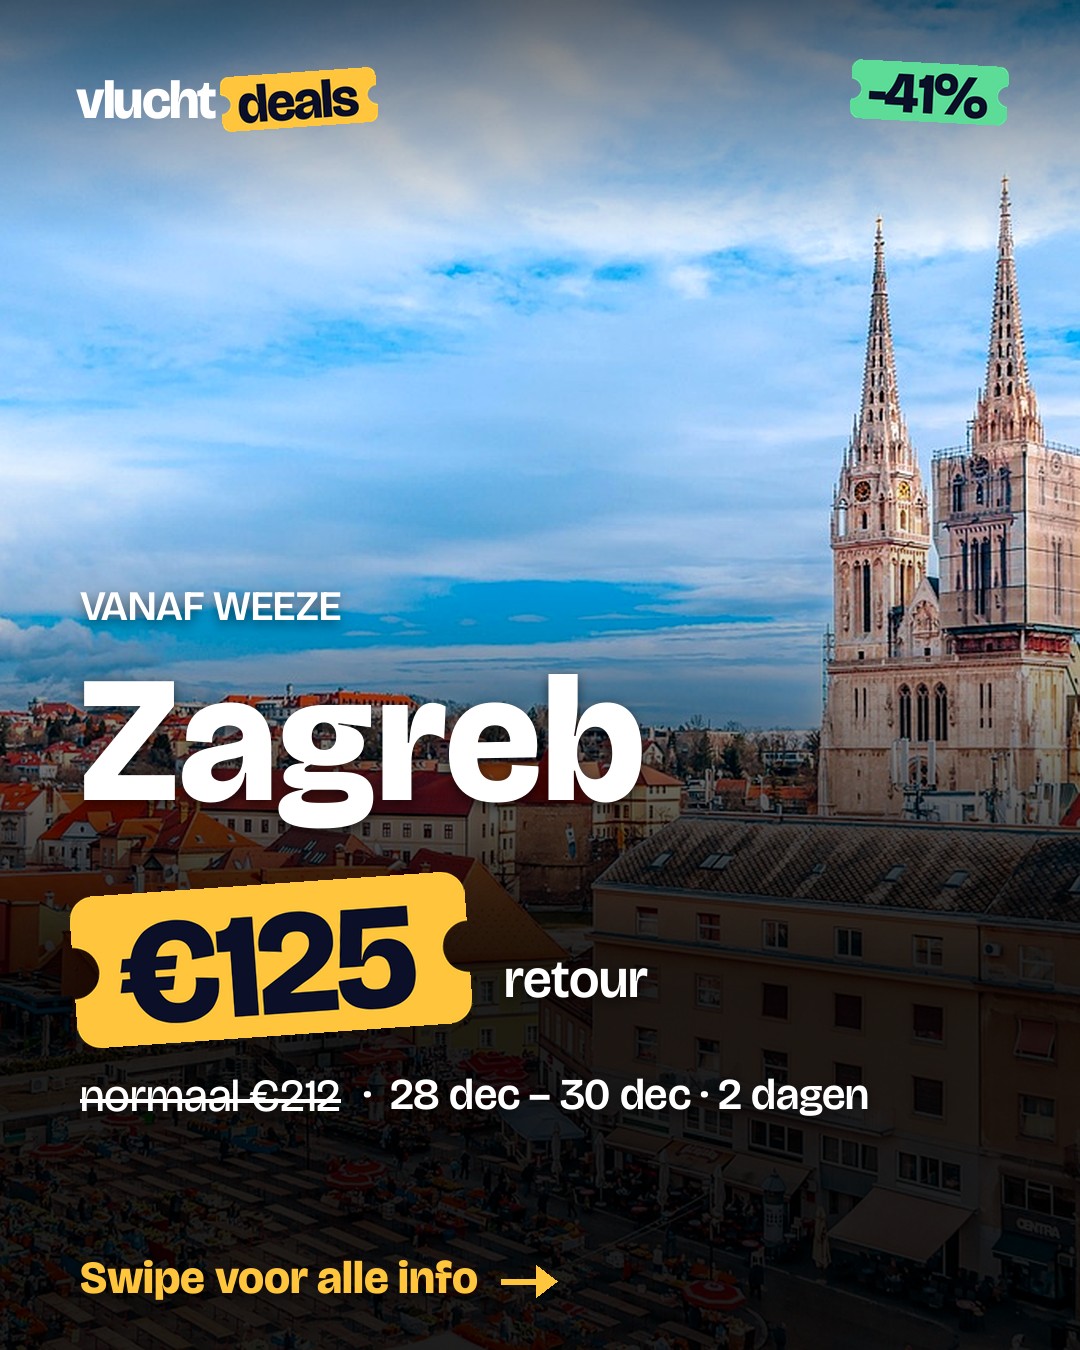 vlucht deals
-41%
VANAF WEEZE
Zagreb
€125 retour
normaal €212 · 28 dec – 30 dec · 2 dagen
CENTRA
Swipe voor alle info →